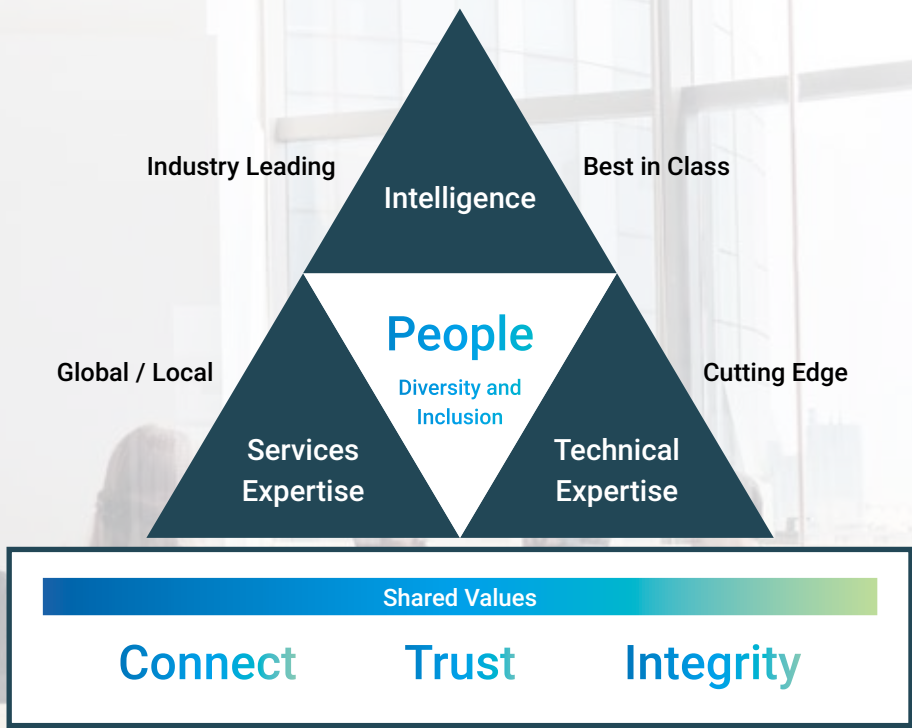 Industry Leading
Best in Class
Intelligence
People
Diversity and
Inclusion
Global / Local
Cutting Edge
Services
Expertise
Technical
Expertise
Shared Values
Connect
Trust
Integrity